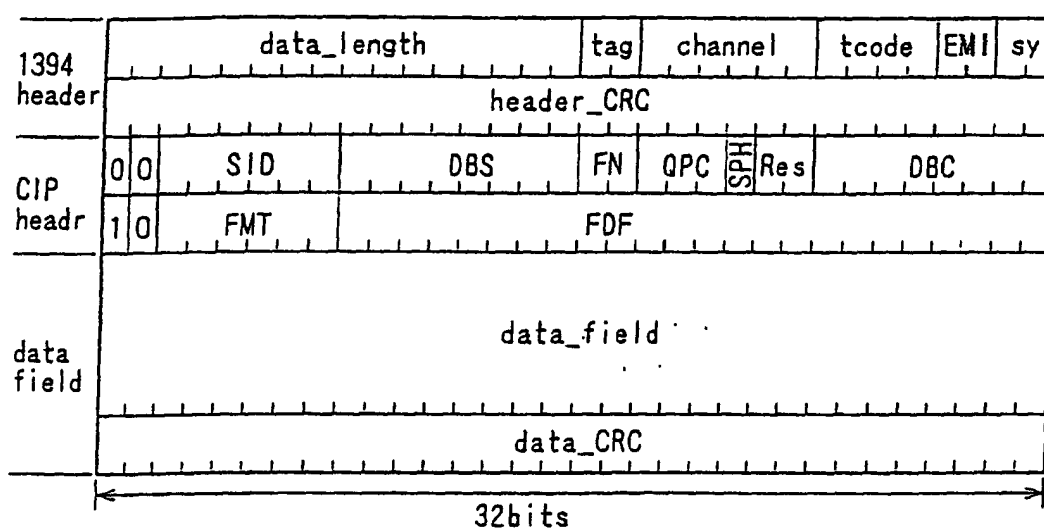 1394 header
data_length tag channel tcode EMI sy
header_CRC
CIP headr
0 0 SID DBS FN QPC SPH Res DBC
1 0 FMT FDF
data field
data_field
data_CRC
32bits